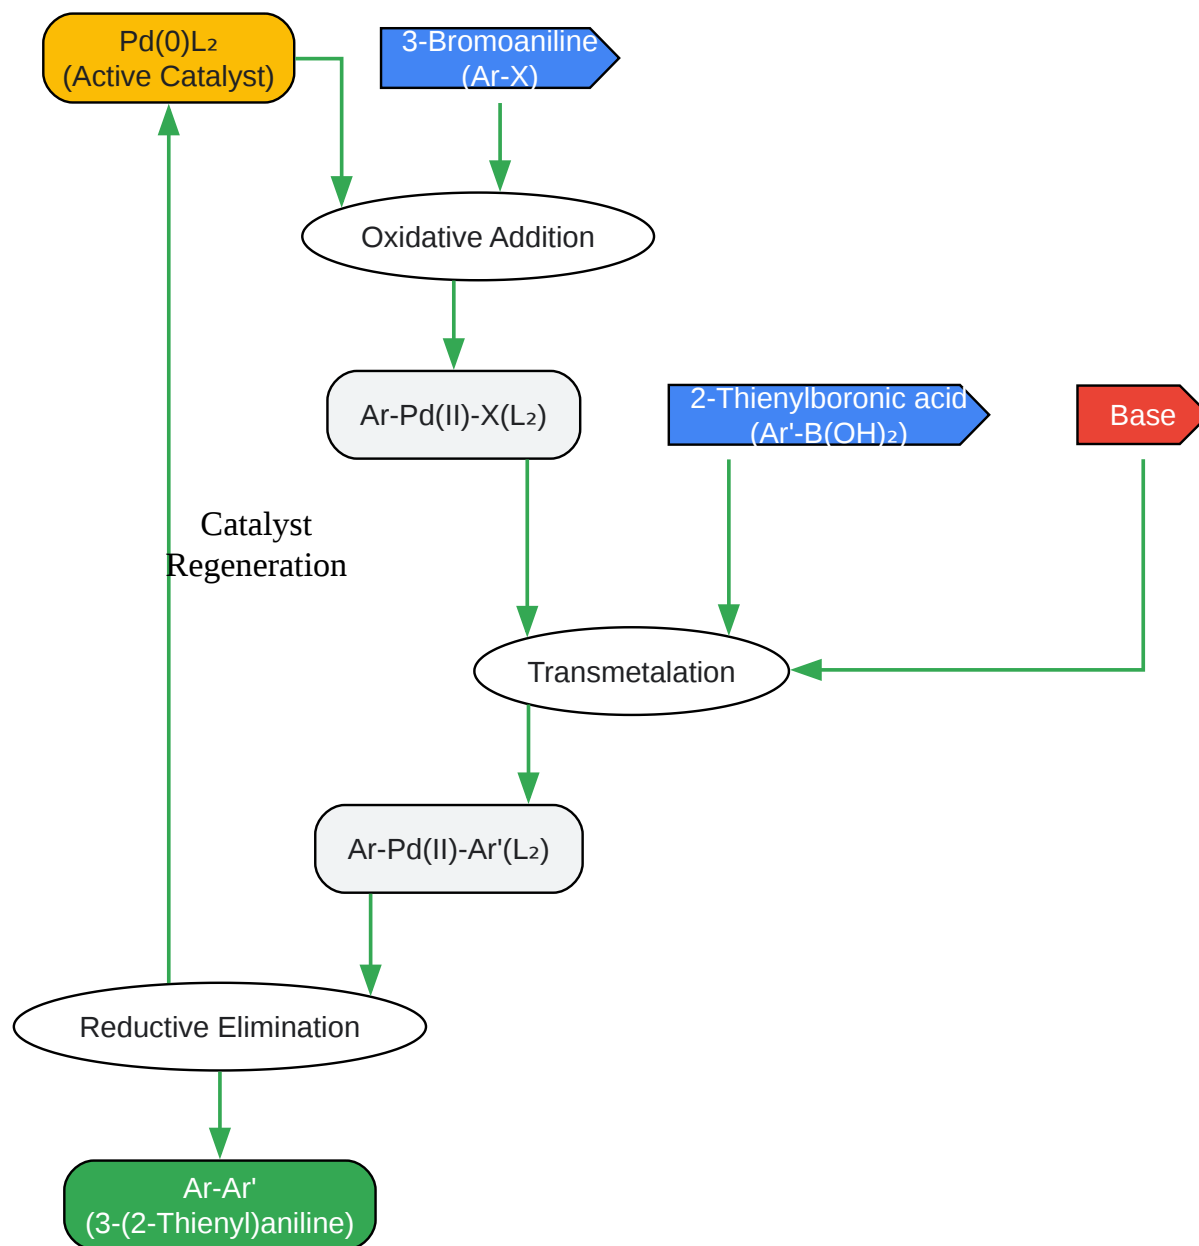 Pd(0)L₂
(Active Catalyst)
3-Bromoaniline
(Ar-X)
Oxidative Addition
Ar-Pd(II)-X(L₂)
2-Thienylboronic acid
(Ar'-B(OH)₂)
Base
Catalyst
Regeneration
Transmetalation
Ar-Pd(II)-Ar'(L₂)
Reductive Elimination
Ar-Ar'
(3-(2-Thienyl)aniline)